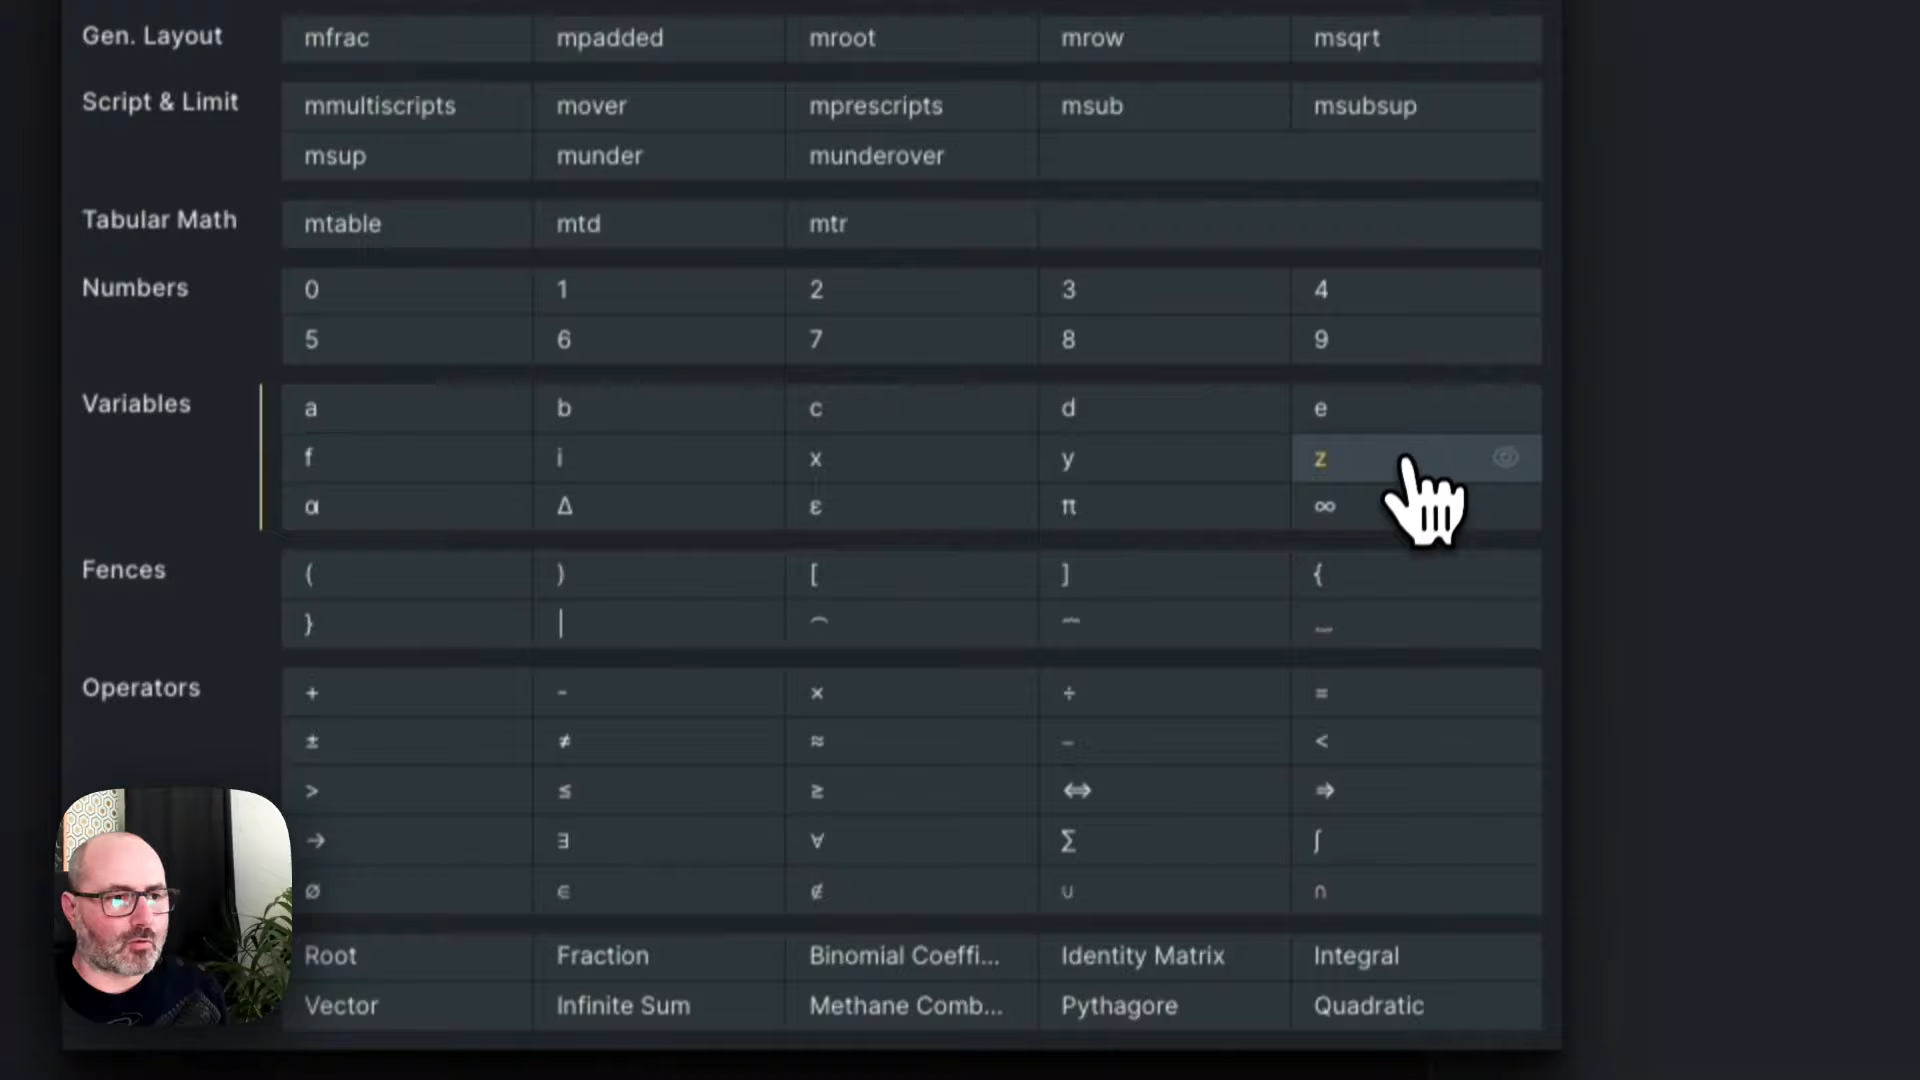 Gen. Layout mfrac mpadded mroot mrow msqrt
Script & Limit mmultiscripts mover mprescripts msub msubsup
msup munder munderover
Tabular Math mtable mtd mtr
Numbers 0 1 2 3 4
5 6 7 8 9
Variables a b c d e
f i x y z
α Δ ε π ∞
Fences ( ) [ ] {
} | ⏜ ⏞ ⏟
Operators + - × ÷ =
± ≠ ≈ − <
> ≤ ≥ ⇔ ⇒
→ ∃ ∀ ∑ ∫
∅ ∈ ∉ ∪ ∩
Root Fraction Binomial Coeffi... Identity Matrix Integral
Vector Infinite Sum Methane Comb... Pythagore Quadratic